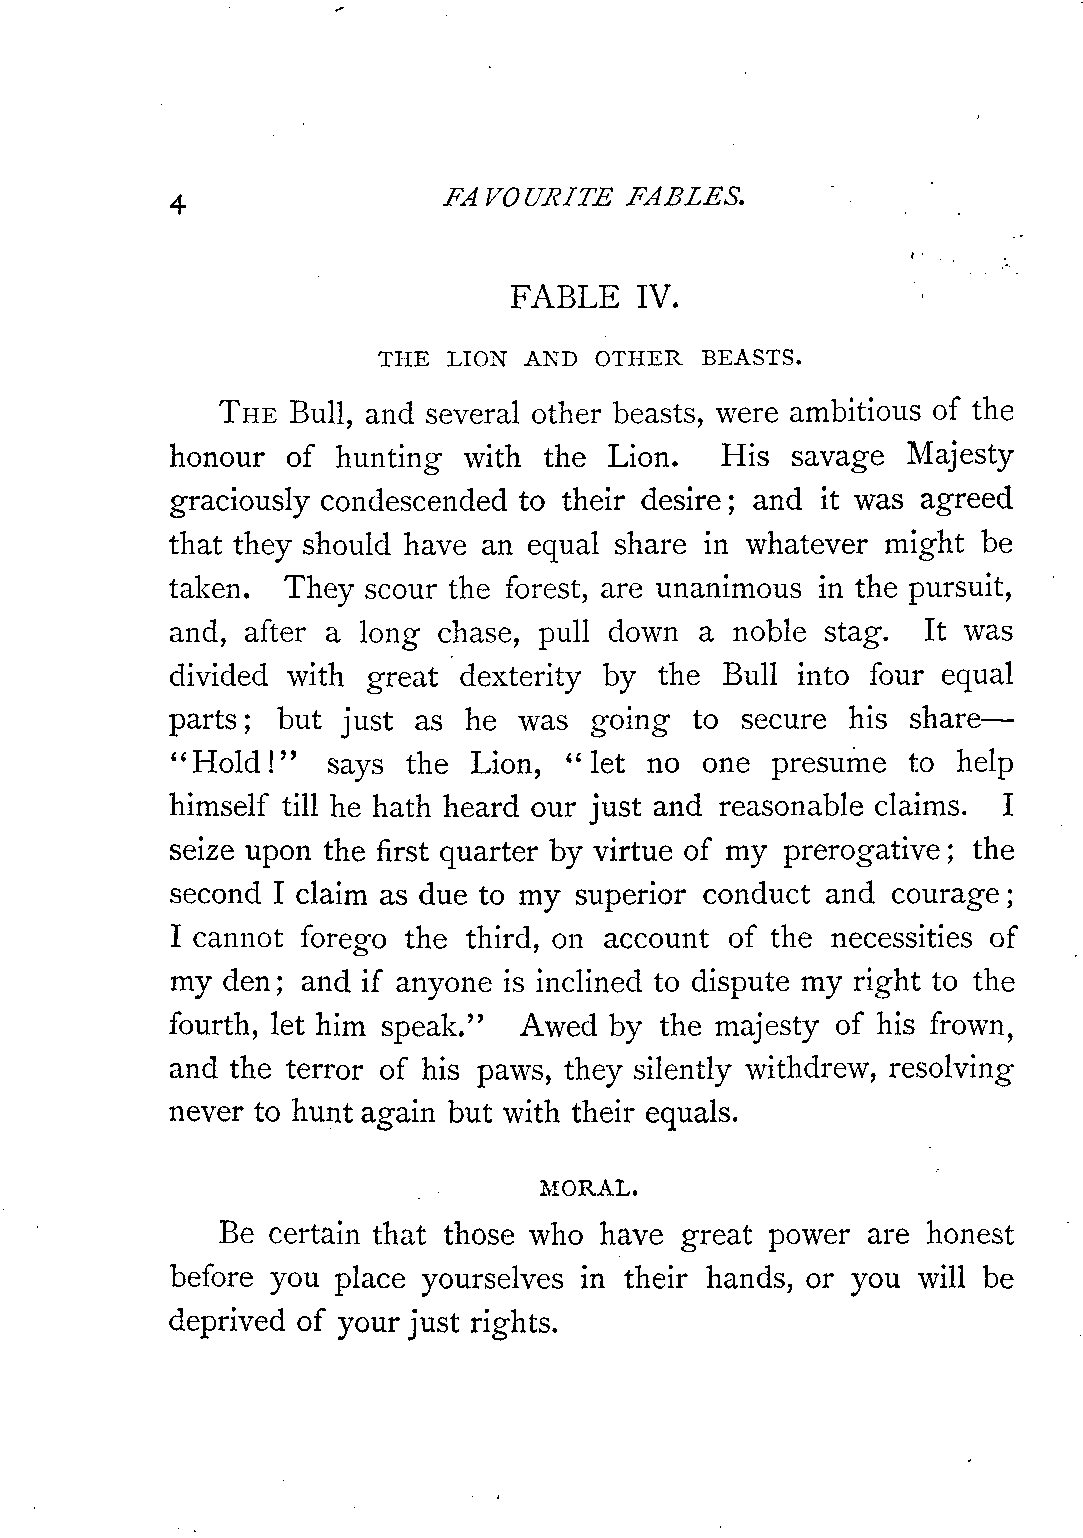 4 FAVOURITE FABLES.
FABLE IV.
THE LION AND OTHER BEASTS.
THE Bull, and several other beasts, were ambitious of the
honour of hunting with the Lion. His savage Majesty
graciously condescended to their desire; and it was agreed
that they should have an equal share in whatever might be
taken. They scour the forest, are unanimous in the pursuit,
and, after a long chase, pull down a noble stag. It was
divided with great dexterity by the Bull into four equal
parts; but just as he was going to secure his share—
"Hold!" says the Lion, "let no one presume to help
himself till he hath heard our just and reasonable claims. I
seize upon the first quarter by virtue of my prerogative; the
second I claim as due to my superior conduct and courage;
I cannot forego the third, on account of the necessities of
my den; and if anyone is inclined to dispute my right to the
fourth, let him speak." Awed by the majesty of his frown,
and the terror of his paws, they silently withdrew, resolving
never to hunt again but with their equals.
MORAL.
Be certain that those who have great power are honest
before you place yourselves in their hands, or you will be
deprived of your just rights.